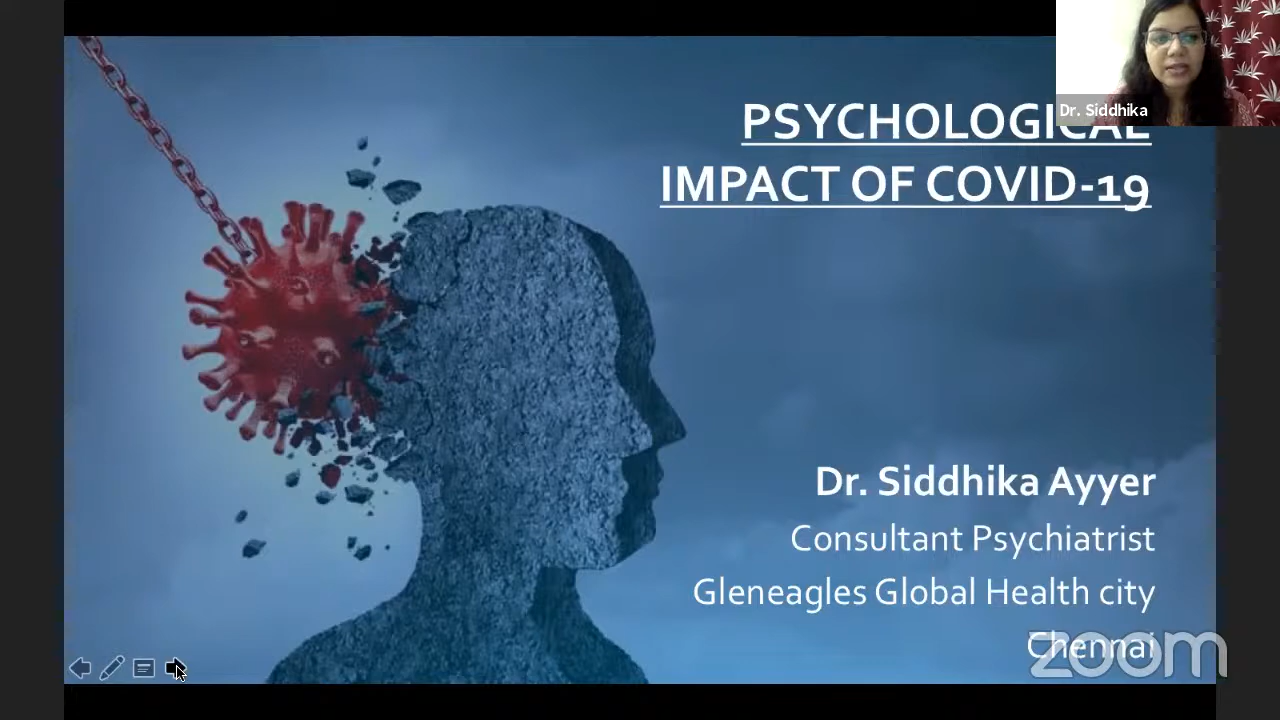 Dr. Siddhika
PSYCHOLOGICAL
IMPACT OF COVID-19
Dr. Siddhika Ayyer
Consultant Psychiatrist
Gleneagles Global Health city
Chennai
zoom